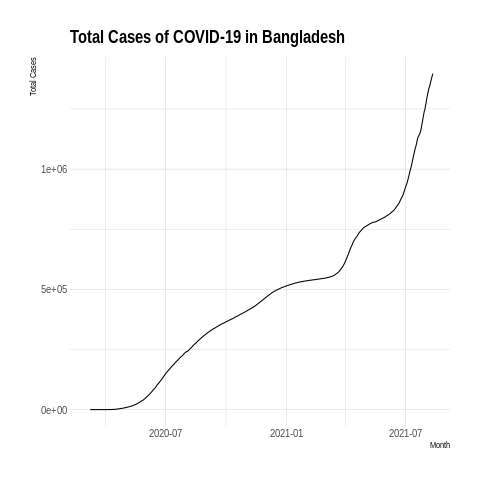 Total Cases of COVID-19 in Bangladesh
Total Cases
1e+06
5e+05
0e+00
2020-07
2021-01
2021-07
Month